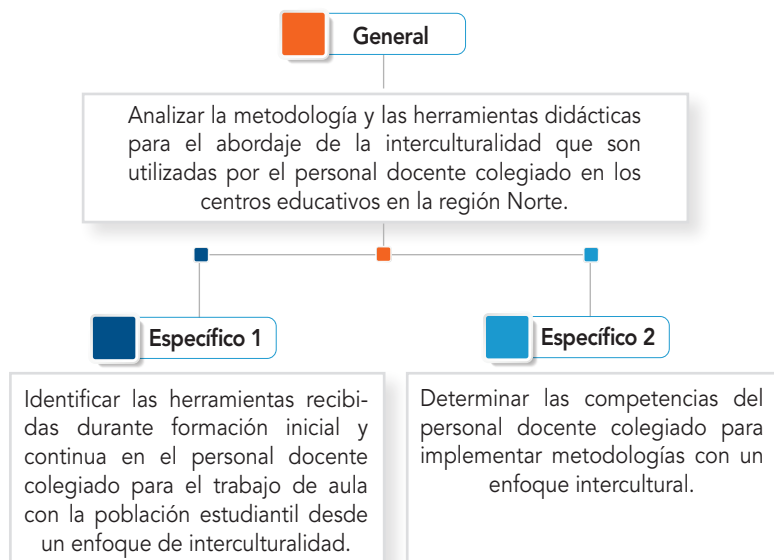 General
Analizar la metodología y las herramientas didácticas
para el abordaje de la interculturalidad que son
utilizadas por el personal docente colegiado en los
centros educativos en la región Norte.
Específico 1
Identificar las herramientas recibi-
das durante formación inicial y
continua en el personal docente
colegiado para el trabajo de aula
con la población estudiantil desde
un enfoque de interculturalidad.
Específico 2
Determinar las competencias del
personal docente colegiado para
implementar metodologías con un
enfoque intercultural.